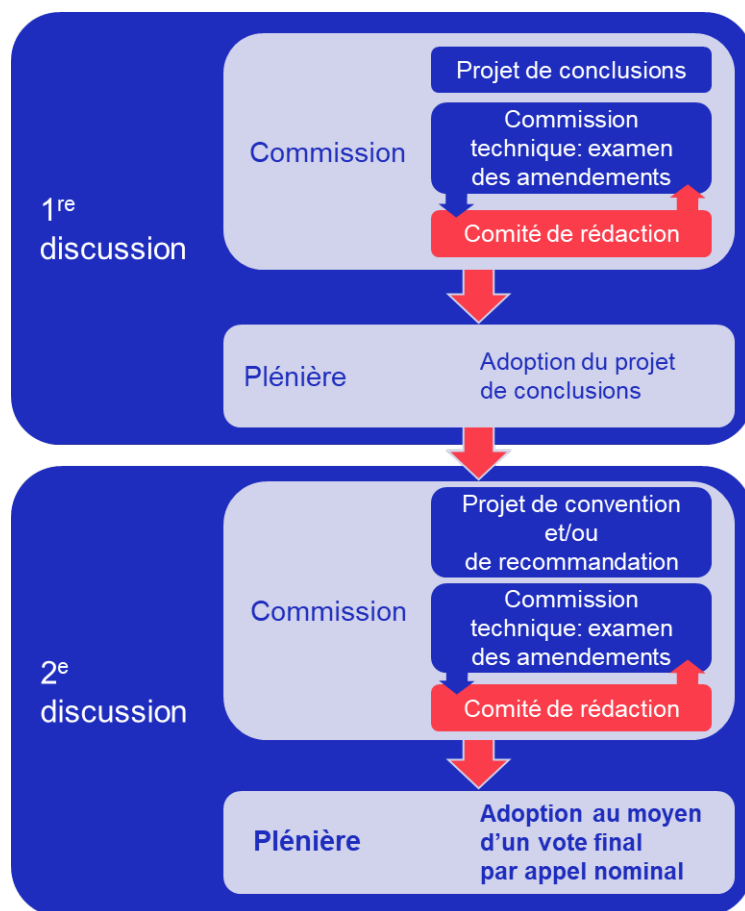 1re
discussion
Commission
Projet de conclusions
Commission
technique: examen
des amendements
Comité de rédaction
Plénière
Adoption du projet
de conclusions
2e
discussion
Commission
Projet de convention
et/ou
de recommandation
Commission
technique: examen
des amendements
Comité de rédaction
Plénière
Adoption au moyen
d’un vote final
par appel nominal